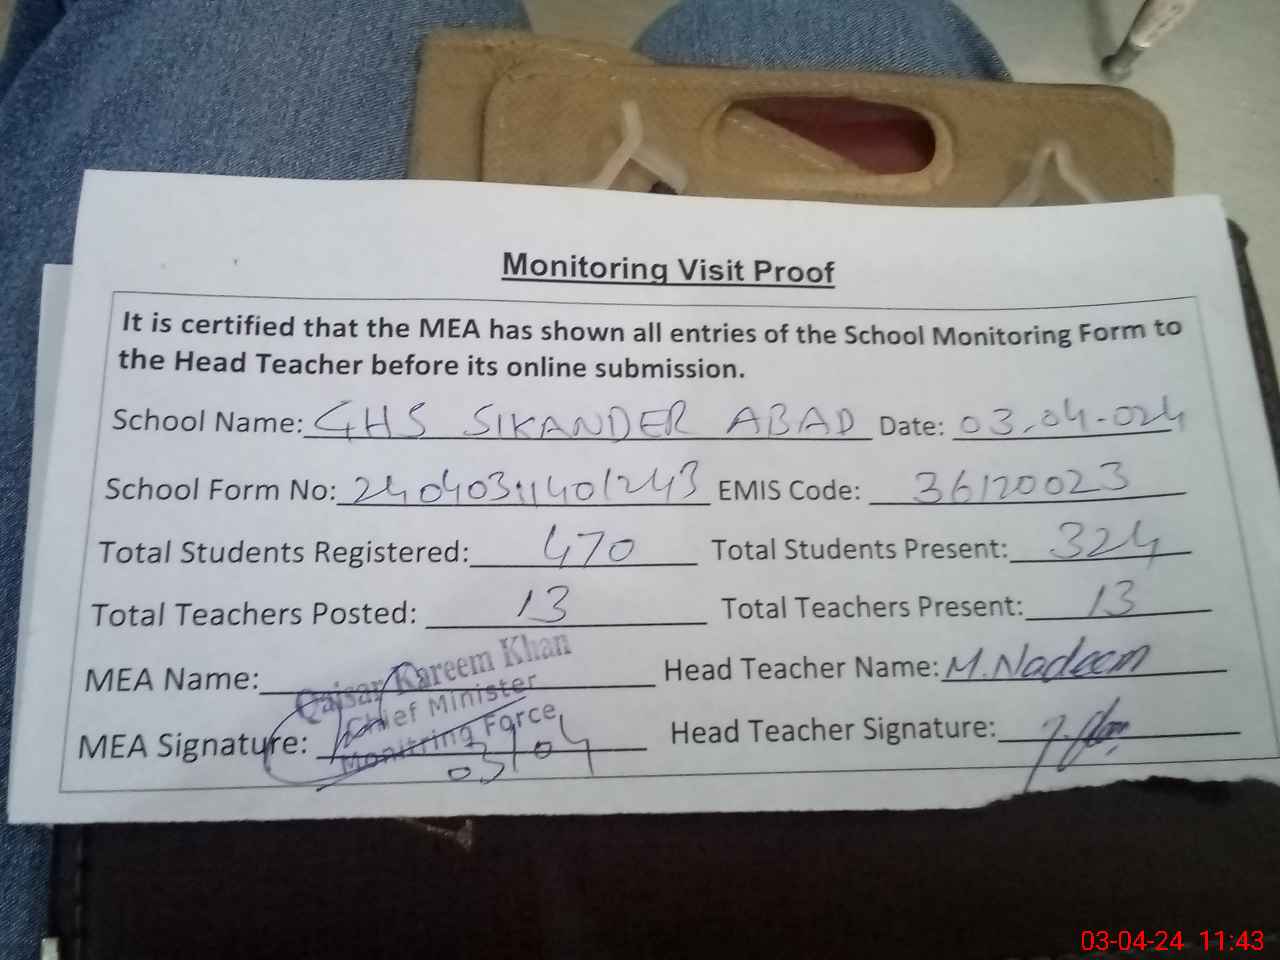 Monitoring Visit Proof
It is certified that the MEA has shown all entries of the School Monitoring Form to
the Head Teacher before its online submission.
School Name: GHS SIKANDER ABAD Date: 03.04.024
School Form No: 2404031401243 EMIS Code: 36120023
Total Students Registered: 470 Total Students Present: 324
Total Teachers Posted: 13 Total Teachers Present: 13
MEA Name: Qaisar Kareem Khan Head Teacher Name: M.Nadeem
Chief Minister
MEA Signature: Monitring Force Head Teacher Signature:
03/04
03-04-24 11:43